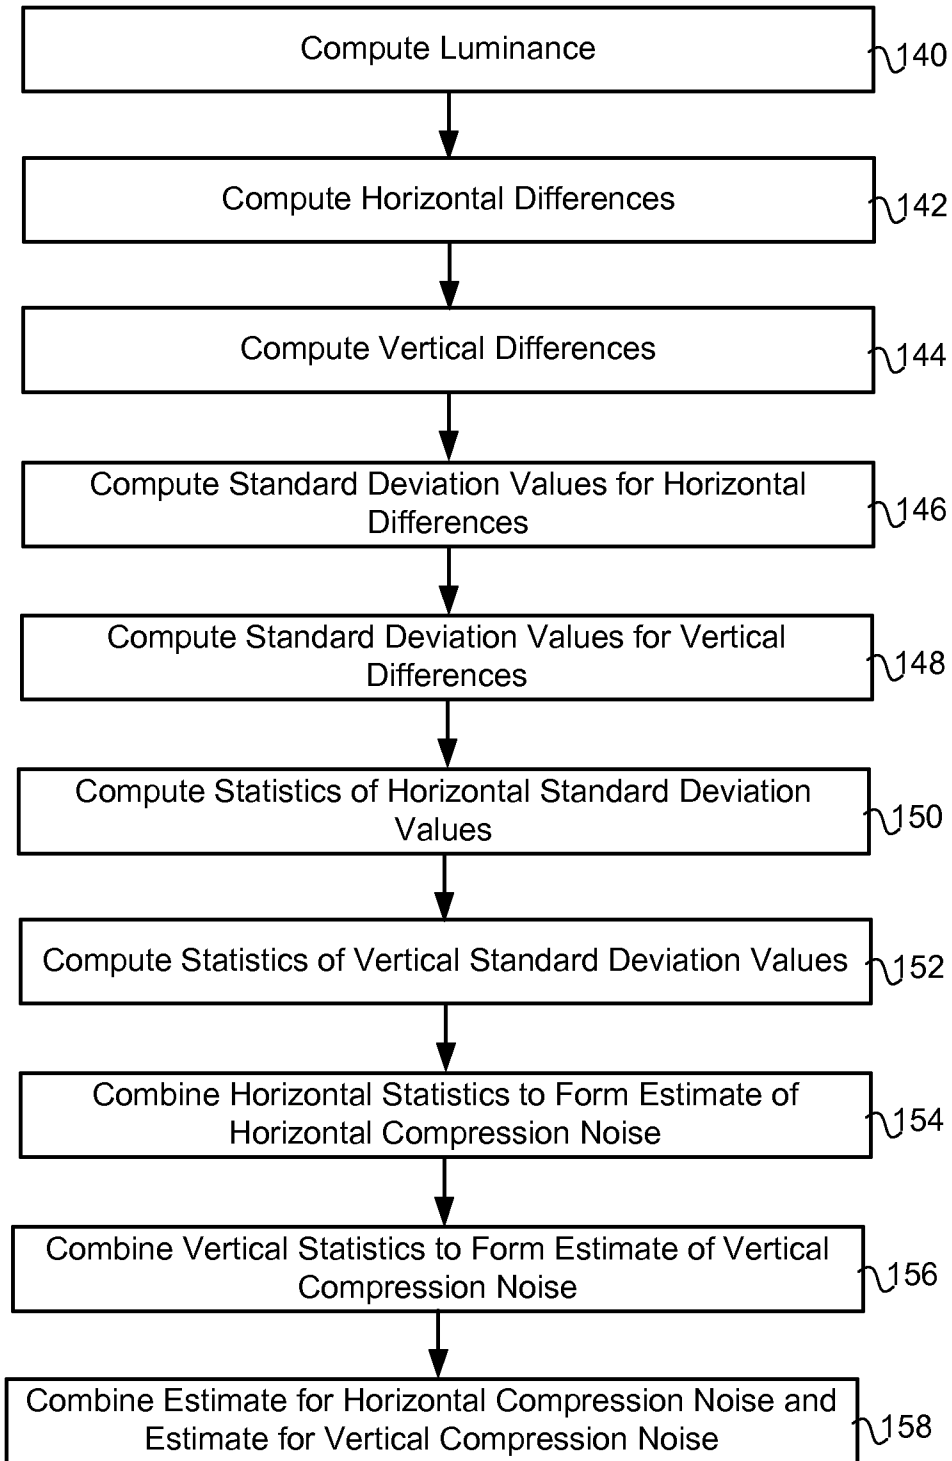 Compute Luminance
140
Compute Horizontal Differences
142
Compute Vertical Differences
144
Compute Standard Deviation Values for Horizontal
Differences
146
Compute Standard Deviation Values for Vertical
Differences
148
Compute Statistics of Horizontal Standard Deviation
Values
150
Compute Statistics of Vertical Standard Deviation Values
152
Combine Horizontal Statistics to Form Estimate of
Horizontal Compression Noise
154
Combine Vertical Statistics to Form Estimate of Vertical
Compression Noise
156
Combine Estimate for Horizontal Compression Noise and
Estimate for Vertical Compression Noise
158